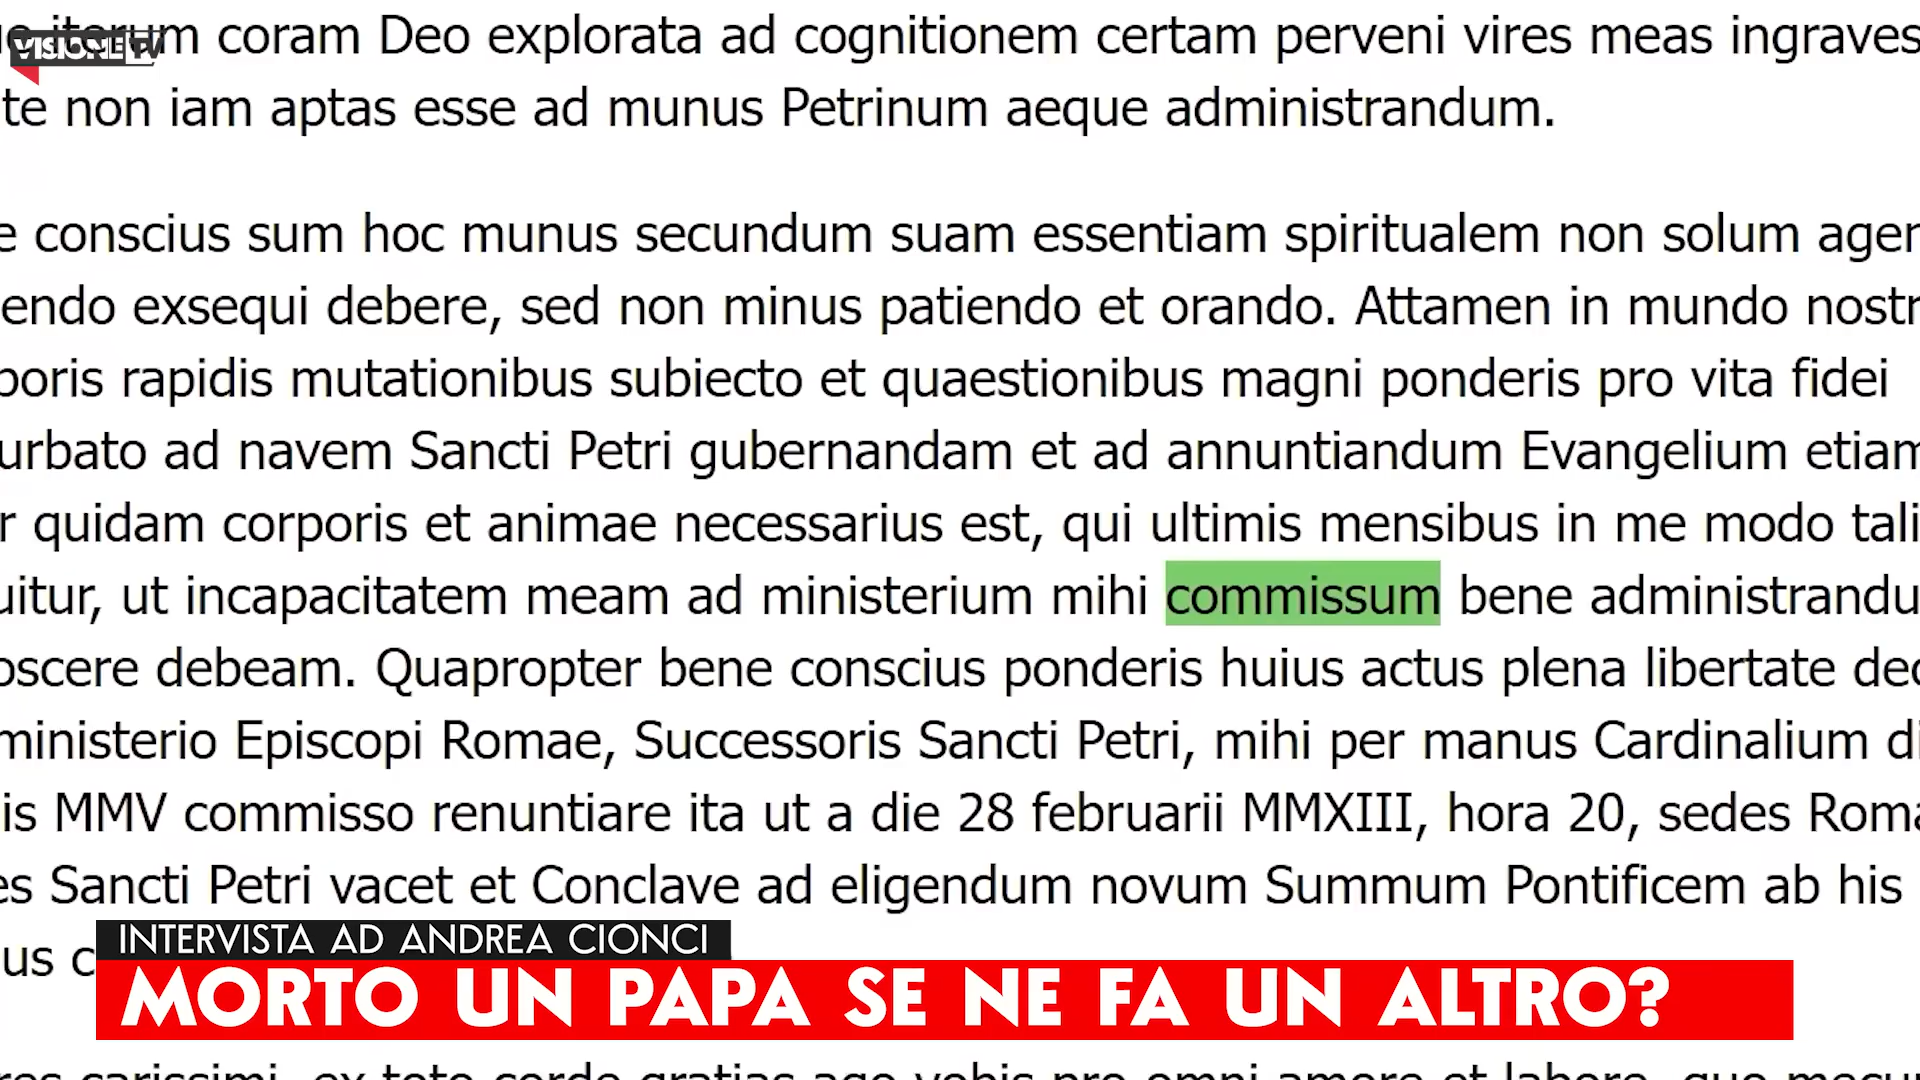 VISIONE TV
iterum coram Deo explorata ad cognitionem certam perveni vires meas ingraves
te non iam aptas esse ad munus Petrinum aeque administrandum.
e conscius sum hoc munus secundum suam essentiam spiritualem non solum agen
endo exsequi debere, sed non minus patiendo et orando. Attamen in mundo nostr
poris rapidis mutationibus subiecto et quaestionibus magni ponderis pro vita fidei
urbato ad navem Sancti Petri gubernandam et ad annuntiandum Evangelium etiam
r quidam corporis et animae necessarius est, qui ultimis mensibus in me modo tali
uitur, ut incapacitatem meam ad ministerium mihi commissum bene administrandu
oscere debeam. Quapropter bene conscius ponderis huius actus plena libertate dec
ministerio Episcopi Romae, Successoris Sancti Petri, mihi per manus Cardinalium di
is MMV commisso renuntiare ita ut a die 28 februarii MMXIII, hora 20, sedes Roma
es Sancti Petri vacet et Conclave ad eligendum novum Summum Pontificem ab his
us c
INTERVISTA AD ANDREA CIONCI
MORTO UN PAPA SE NE FA UN ALTRO?